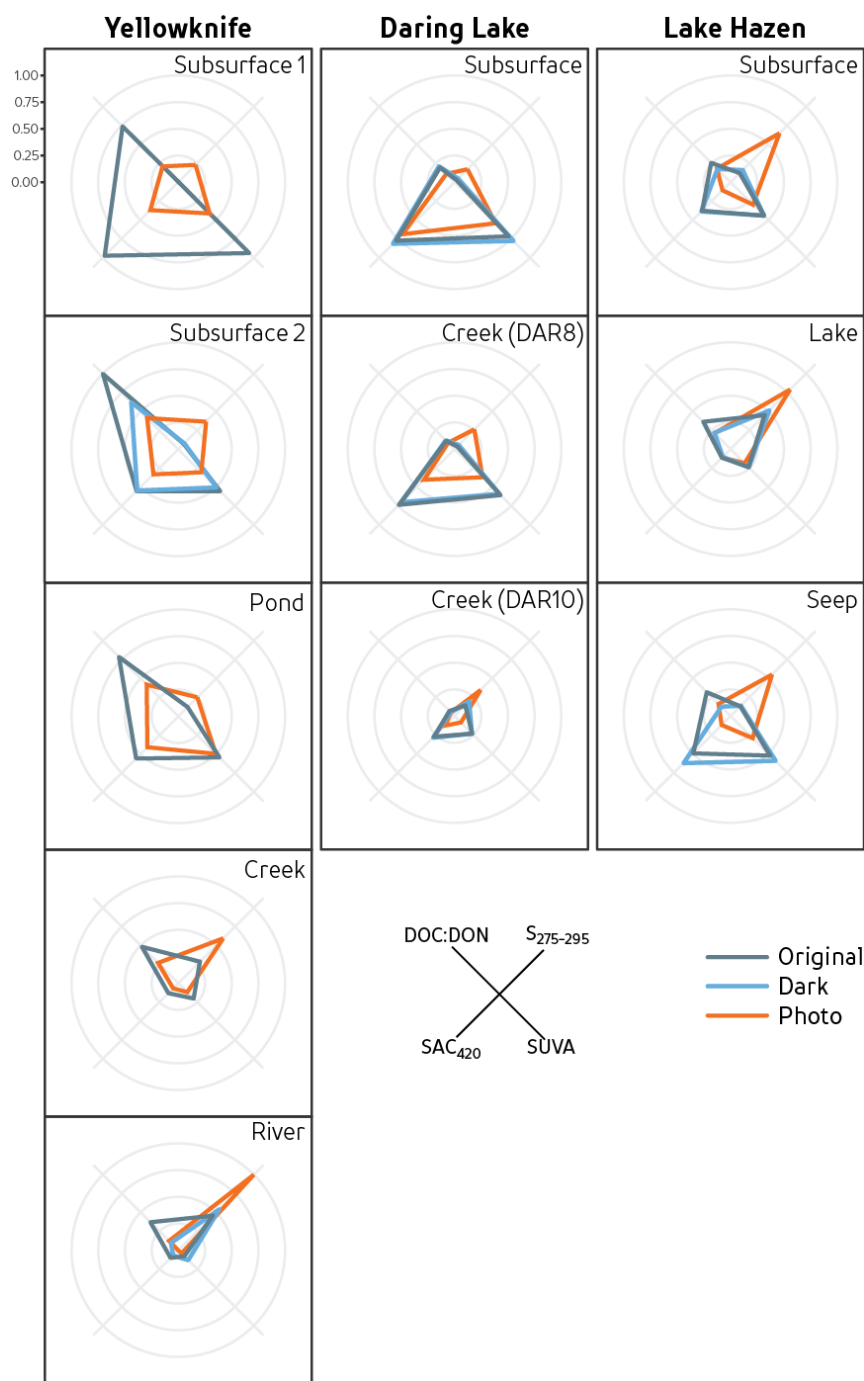 Yellowknife
Daring Lake
Lake Hazen
Subsurface 1
Subsurface
Subsurface
1.00
0.75
0.50
0.25
0.00
Subsurface 2
Creek (DAR8)
Lake
Pond
Creek (DAR10)
Seep
Creek
DOC:DON
S275-295
SAC420
SUVA
Original
Dark
Photo
River